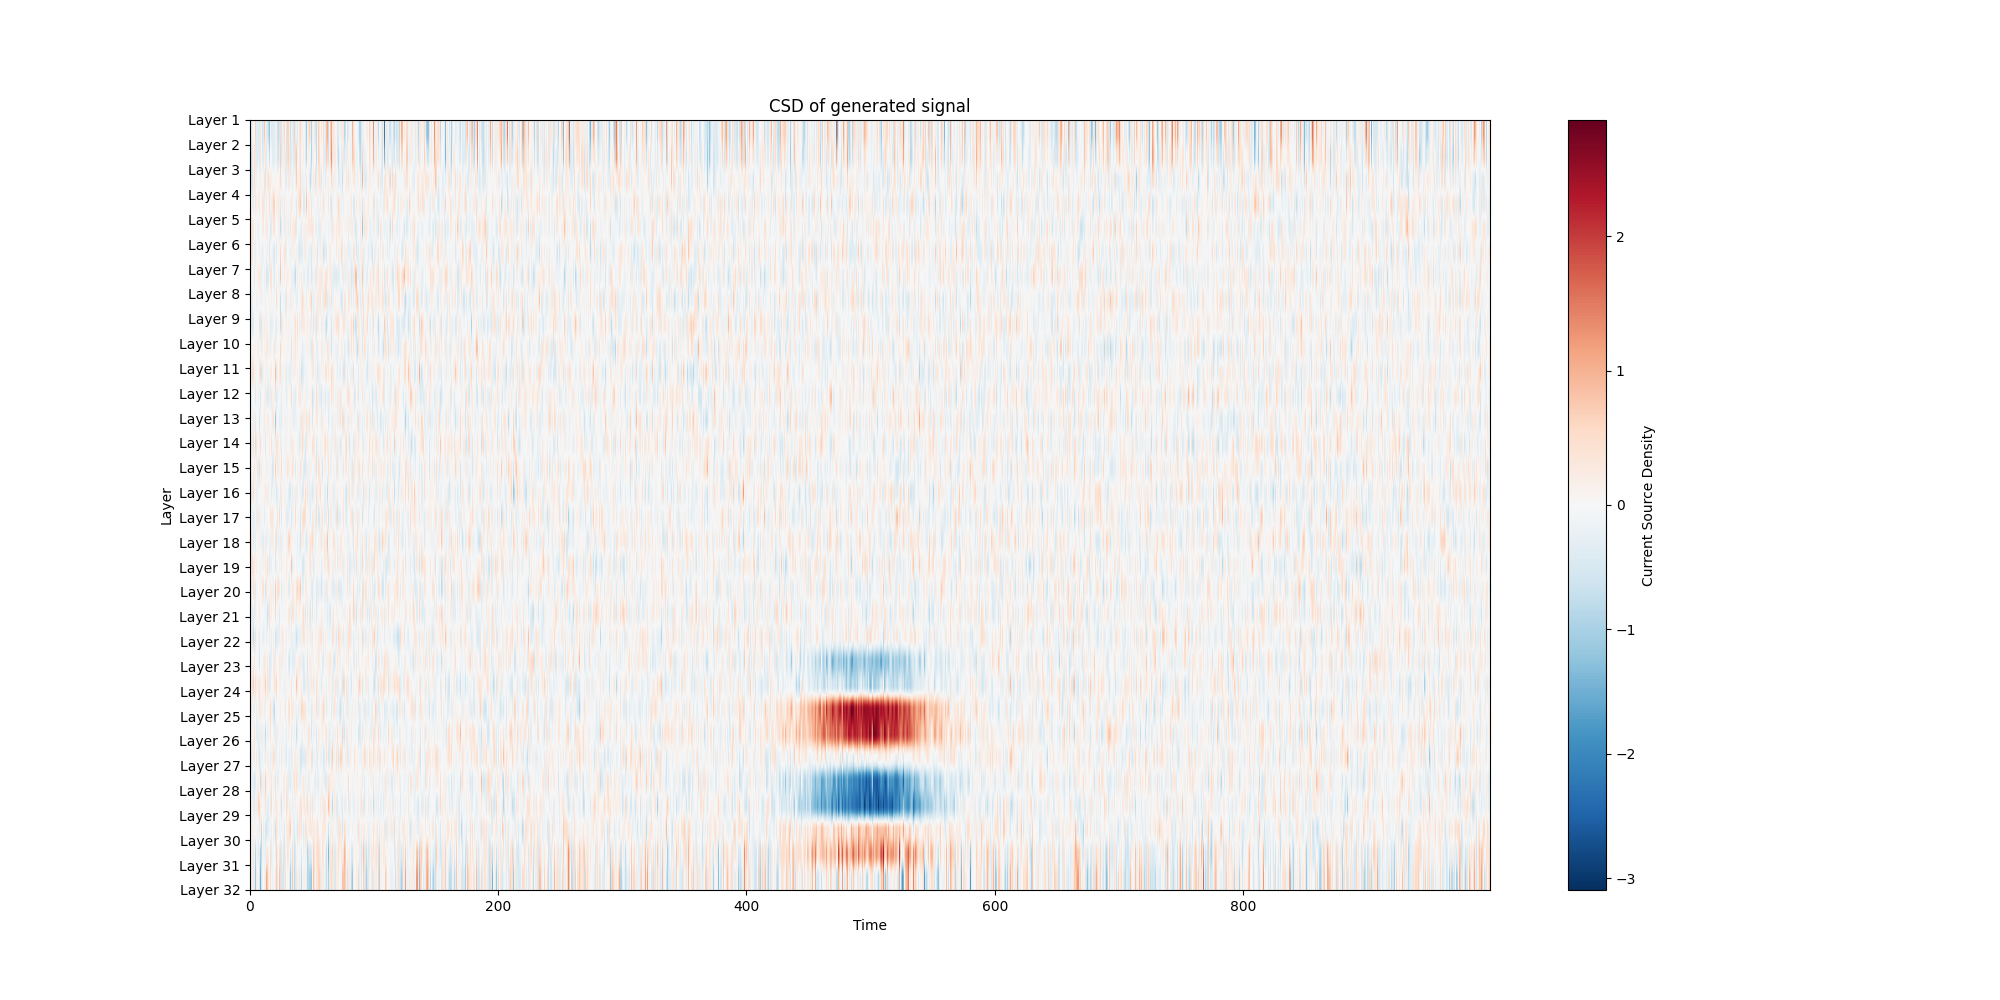 CSD of generated signal
Layer 1
Layer 2
Layer 3
Layer 4
Layer 5
Layer 6
Layer 7
Layer 8
Layer 9
Layer 10
Layer 11
Layer 12
Layer 13
Layer 14
Layer 15
Layer 16
Layer 17
Layer 18
Layer 19
Layer 20
Layer 21
Layer 22
Layer 23
Layer 24
Layer 25
Layer 26
Layer 27
Layer 28
Layer 29
Layer 30
Layer 31
Layer 32
Layer
0 200 400 600 800
Time
2
1
0
−1
−2
−3
Current Source Density